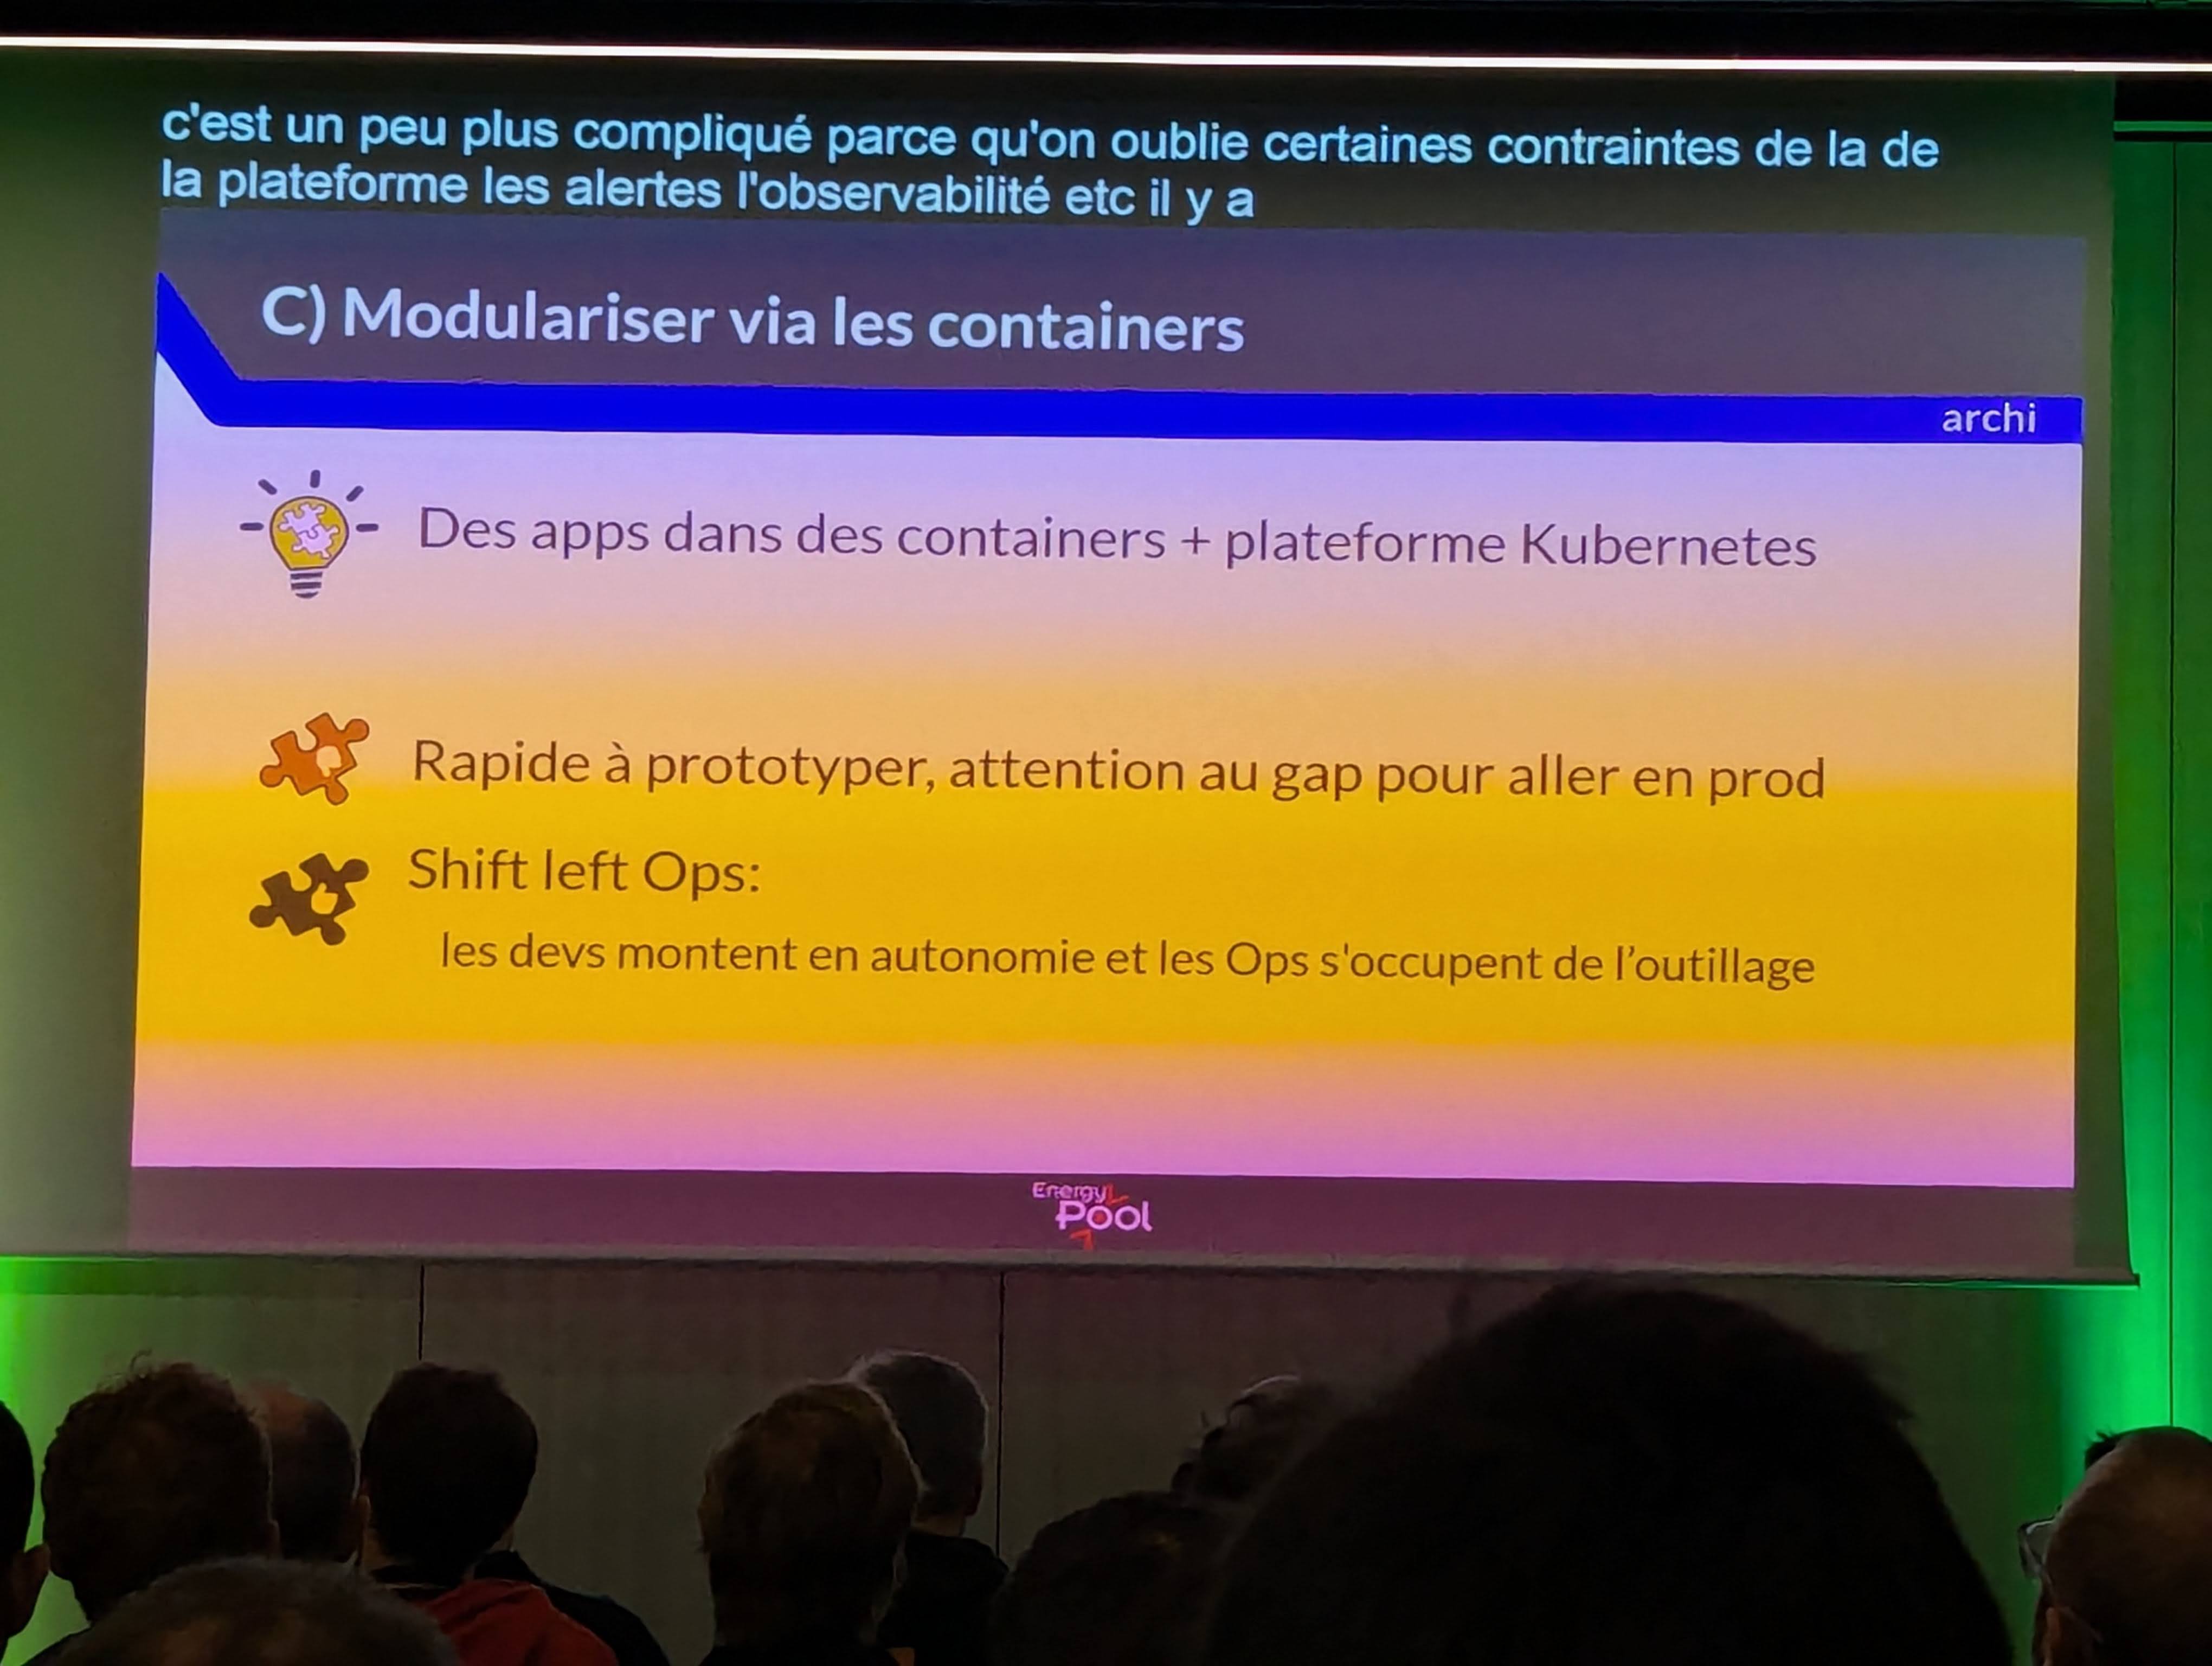 c'est un peu plus compliqué parce qu'on oublie certaines contraintes de la de
la plateforme les alertes l'observabilité etc il y a
C) Modulariser via les containers
archi
Des apps dans des containers + plateforme Kubernetes
Rapide à prototyper, attention au gap pour aller en prod
Shift left Ops:
les devs montent en autonomie et les Ops s'occupent de l’outillage
Energy
Pool